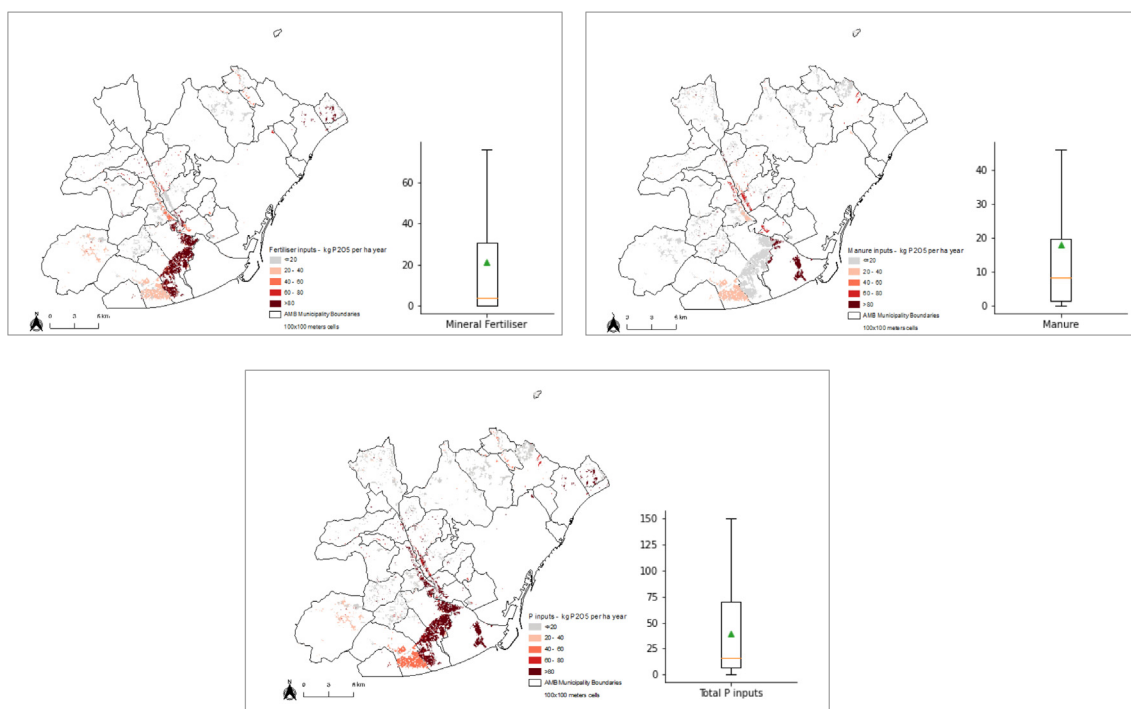 Fertiliser inputs - kg P2O5 per ha year
<=20
20 - 40
40 - 60
60 - 80
>80
AMB Municipality Boundaries
100x100 meters cells
N
0 3 6 km
60
40
20
0
Mineral Fertiliser
Manure inputs - kg P2O5 per ha year
<=20
20 - 40
40 - 60
60 - 80
>80
AMB Municipality Boundaries
100x100 meters cells
6 km
40
30
20
10
0
Manure
P inputs - kg P2O5 per ha year
<=20
20 - 40
40 - 60
60 - 80
>80
AMB Municipality Boundaries
100x100 meters cells
N
0 3 6 km
150
125
100
75
50
25
0
Total P inputs